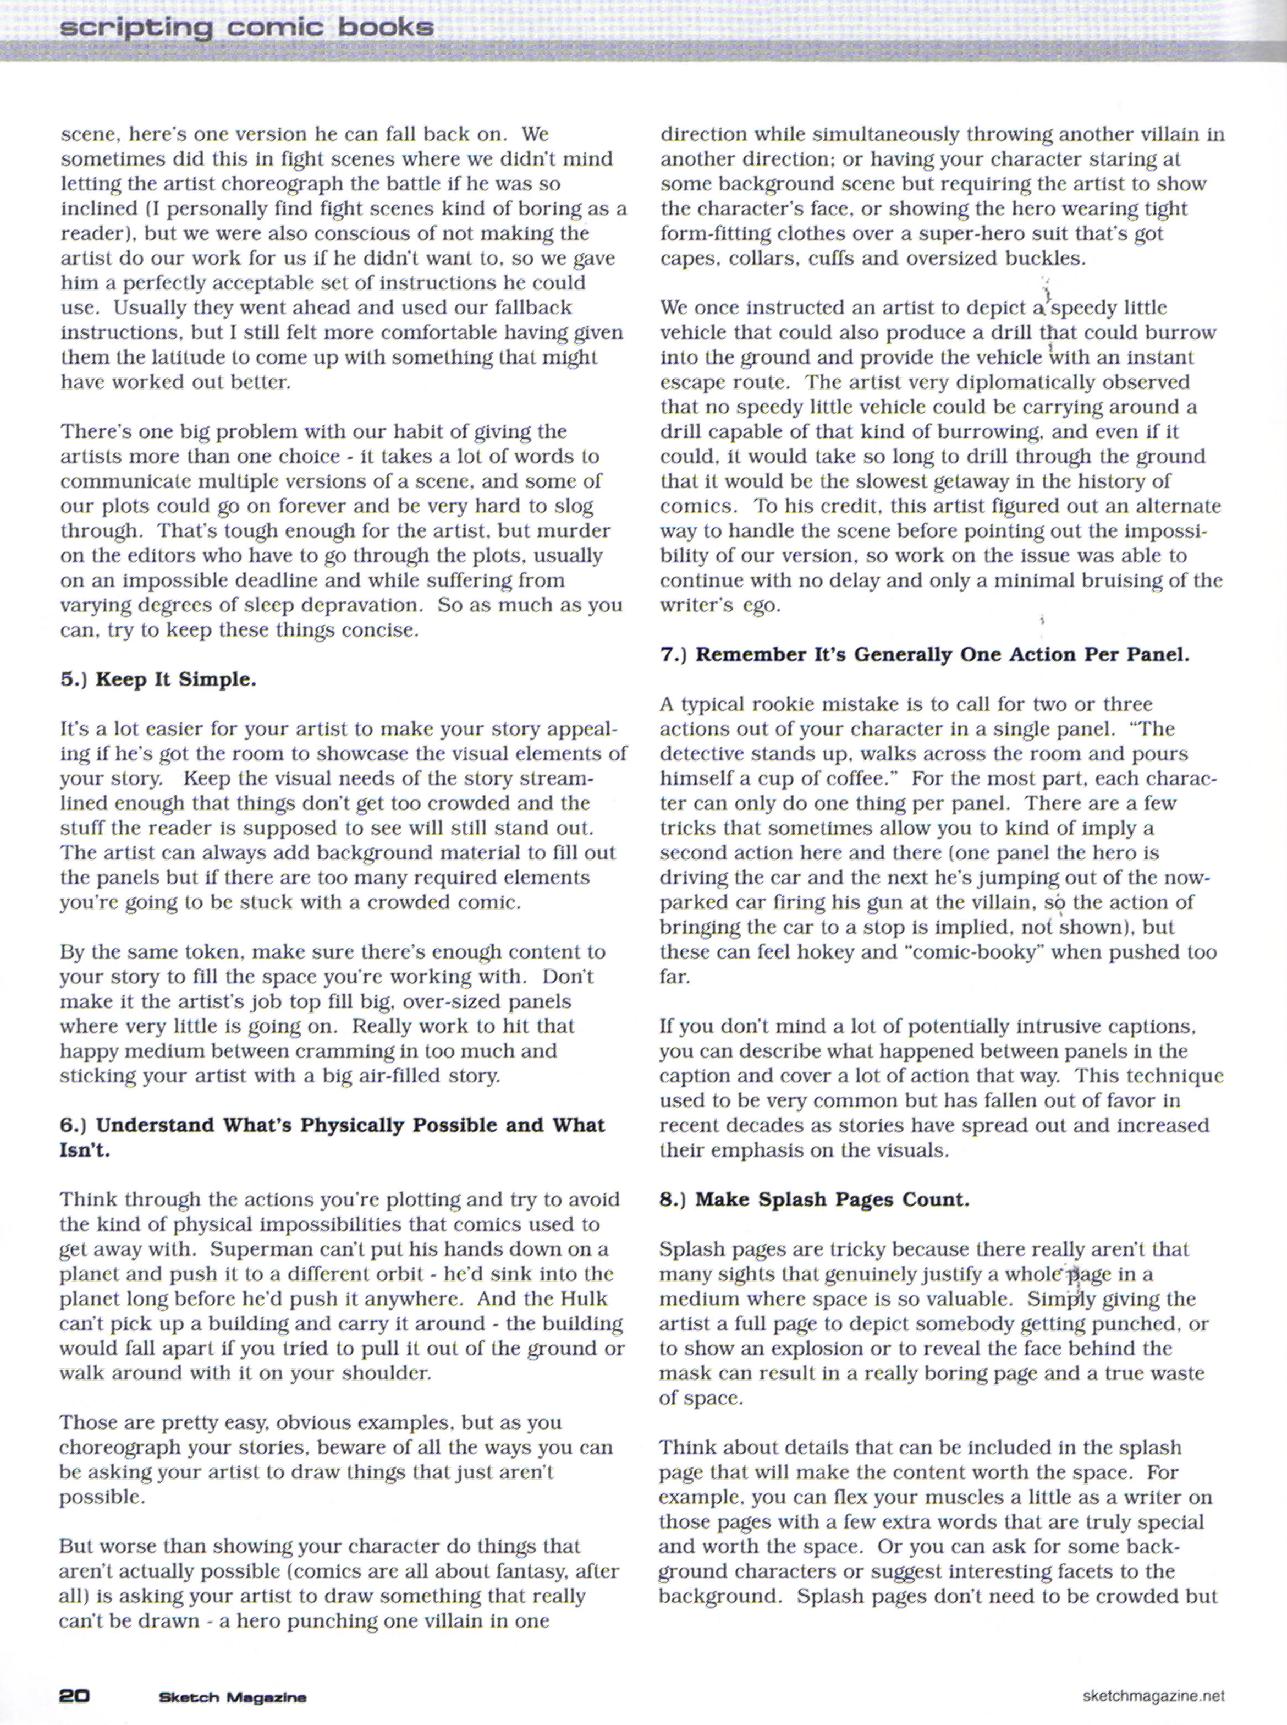 scripting comic books
scene, here's one version he can fall back on.  We
sometimes did this in fight scenes where we didn't mind
letting the artist choreograph the battle if he was so
inclined (I personally find fight scenes kind of boring as a
reader), but we were also conscious of not making the
artist do our work for us if he didn't want to, so we gave
him a perfectly acceptable set of instructions he could
use.  Usually they went ahead and used our fallback
instructions, but I still felt more comfortable having given
them the latitude to come up with something that might
have worked out better.
There's one big problem with our habit of giving the
artists more than one choice - it takes a lot of words to
communicate multiple versions of a scene, and some of
our plots could go on forever and be very hard to slog
through.  That's tough enough for the artist, but murder
on the editors who have to go through the plots, usually
on an impossible deadline and while suffering from
varying degrees of sleep depravation.  So as much as you
can, try to keep these things concise.
5.) Keep It Simple.
It's a lot easier for your artist to make your story appeal-
ing if he's got the room to showcase the visual elements of
your story.  Keep the visual needs of the story stream-
lined enough that things don't get too crowded and the
stuff the reader is supposed to see will still stand out.
The artist can always add background material to fill out
the panels but if there are too many required elements
you're going to be stuck with a crowded comic.
By the same token, make sure there's enough content to
your story to fill the space you're working with.  Don't
make it the artist's job top fill big, over-sized panels
where very little is going on.  Really work to hit that
happy medium between cramming in too much and
sticking your artist with a big air-filled story.
6.) Understand What's Physically Possible and What
Isn't.
Think through the actions you're plotting and try to avoid
the kind of physical impossibilities that comics used to
get away with.  Superman can't put his hands down on a
planet and push it to a different orbit - he'd sink into the
planet long before he'd push it anywhere.  And the Hulk
can't pick up a building and carry it around - the building
would fall apart if you tried to pull it out of the ground or
walk around with it on your shoulder.
Those are pretty easy, obvious examples, but as you
choreograph your stories, beware of all the ways you can
be asking your artist to draw things that just aren't
possible.
But worse than showing your character do things that
aren't actually possible (comics are all about fantasy, after
all) is asking your artist to draw something that really
can't be drawn - a hero punching one villain in one
direction while simultaneously throwing another villain in
another direction; or having your character staring at
some background scene but requiring the artist to show
the character's face, or showing the hero wearing tight
form-fitting clothes over a super-hero suit that's got
capes, collars, cuffs and oversized buckles.
We once instructed an artist to depict a speedy little
vehicle that could also produce a drill that could burrow
into the ground and provide the vehicle with an instant
escape route.  The artist very diplomatically observed
that no speedy little vehicle could be carrying around a
drill capable of that kind of burrowing, and even if it
could, it would take so long to drill through the ground
that it would be the slowest getaway in the history of
comics.  To his credit, this artist figured out an alternate
way to handle the scene before pointing out the impossi-
bility of our version, so work on the issue was able to
continue with no delay and only a minimal bruising of the
writer's ego.
7.) Remember It's Generally One Action Per Panel.
A typical rookie mistake is to call for two or three
actions out of your character in a single panel.  "The
detective stands up, walks across the room and pours
himself a cup of coffee."  For the most part, each charac-
ter can only do one thing per panel.  There are a few
tricks that sometimes allow you to kind of imply a
second action here and there (one panel the hero is
driving the car and the next he's jumping out of the now-
parked car firing his gun at the villain, so the action of
bringing the car to a stop is implied, not shown), but
these can feel hokey and "comic-booky" when pushed too
far.
If you don't mind a lot of potentially intrusive captions,
you can describe what happened between panels in the
caption and cover a lot of action that way.  This technique
used to be very common but has fallen out of favor in
recent decades as stories have spread out and increased
their emphasis on the visuals.
8.) Make Splash Pages Count.
Splash pages are tricky because there really aren't that
many sights that genuinely justify a whole page in a
medium where space is so valuable.  Simply giving the
artist a full page to depict somebody getting punched, or
to show an explosion or to reveal the face behind the
mask can result in a really boring page and a true waste
of space.
Think about details that can be included in the splash
page that will make the content worth the space.  For
example, you can flex your muscles a little as a writer on
those pages with a few extra words that are truly special
and worth the space.  Or you can ask for some back-
ground characters or suggest interesting facets to the
background.  Splash pages don't need to be crowded but
20 Sketch Magazine
sketchmagazine.net